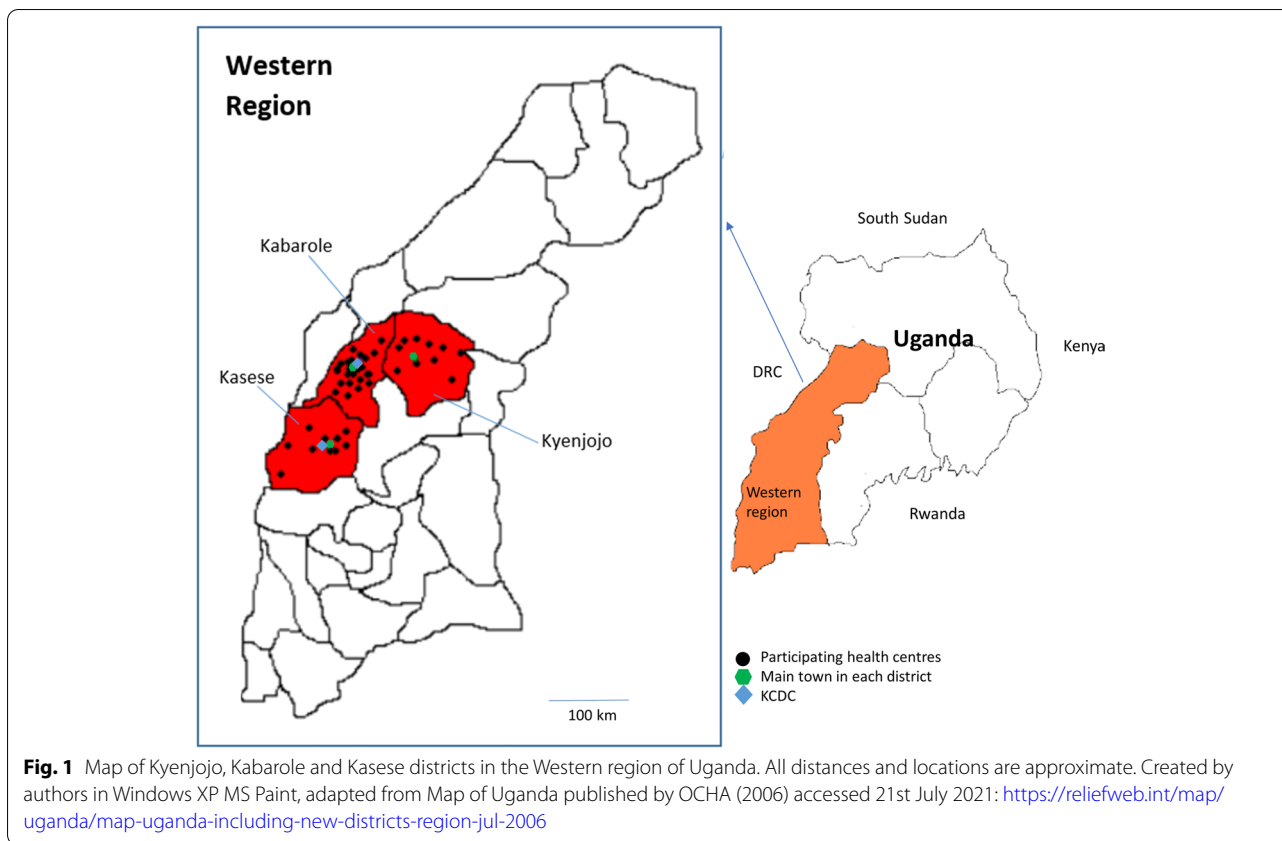 Western
Region
Kabarole
Kasese
Kyenjojo
100 km
South Sudan
Uganda
Kenya
DRC
Western
region
Rwanda
Participating health centres
Main town in each district
KCDC
Fig. 1 Map of Kyenjojo, Kabarole and Kasese districts in the Western region of Uganda. All distances and locations are approximate. Created by
authors in Windows XP MS Paint, adapted from Map of Uganda published by OCHA (2006) accessed 21st July 2021: https://reliefweb.int/map/
uganda/map-uganda-including-new-districts-region-jul-2006